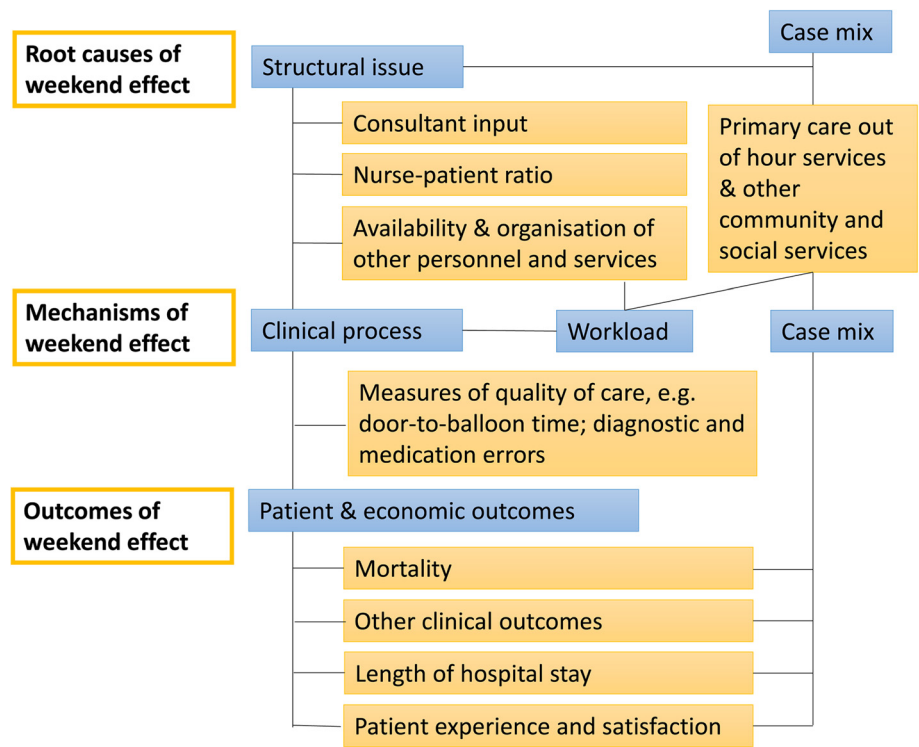 Root causes of
weekend effect
Case mix
Structural issue
Consultant input
Nurse-patient ratio
Availability & organisation of
other personnel and services
Primary care out
of hour services
& other
community and
social services
Mechanisms of
weekend effect
Clinical process
Workload
Case mix
Measures of quality of care, e.g.
door-to-balloon time; diagnostic and
medication errors
Outcomes of
weekend effect
Patient & economic outcomes
Mortality
Other clinical outcomes
Length of hospital stay
Patient experience and satisfaction